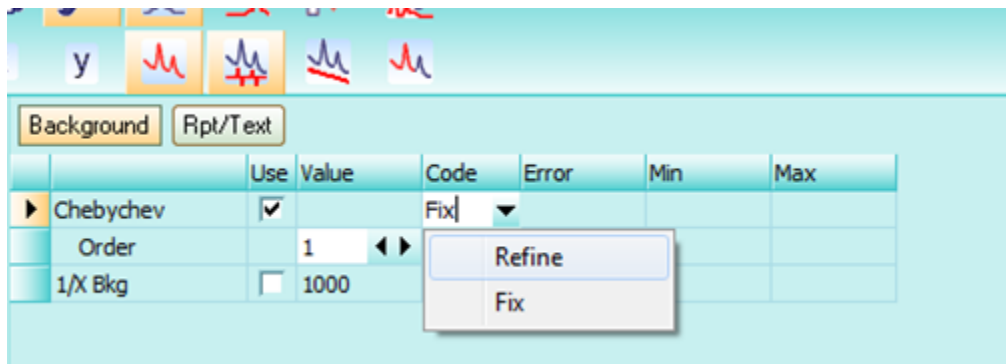 y
Background Rpt/Text
Use Value Code Error Min Max
Chebychev Fix
Order 1
Refine
1/X Bkg 1000
Fix